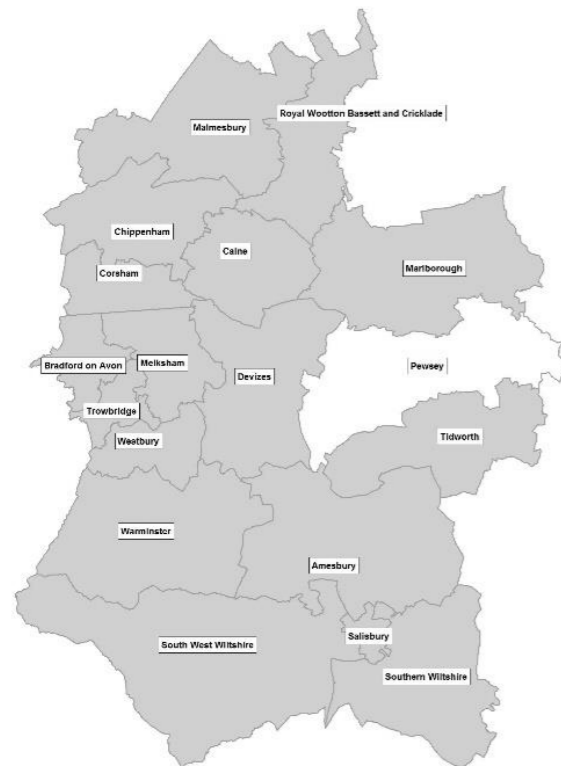 Royal Wootton Bassett and Cricklade
Malmesbury
Chippenham
Calne
Corsham
Marlborough
Bradford on Avon
Melksham
Devizes
Pewsey
Trowbridge
Westbury
Tidworth
Warminster
Amesbury
Salisbury
South West Wiltshire
Southern Wiltshire